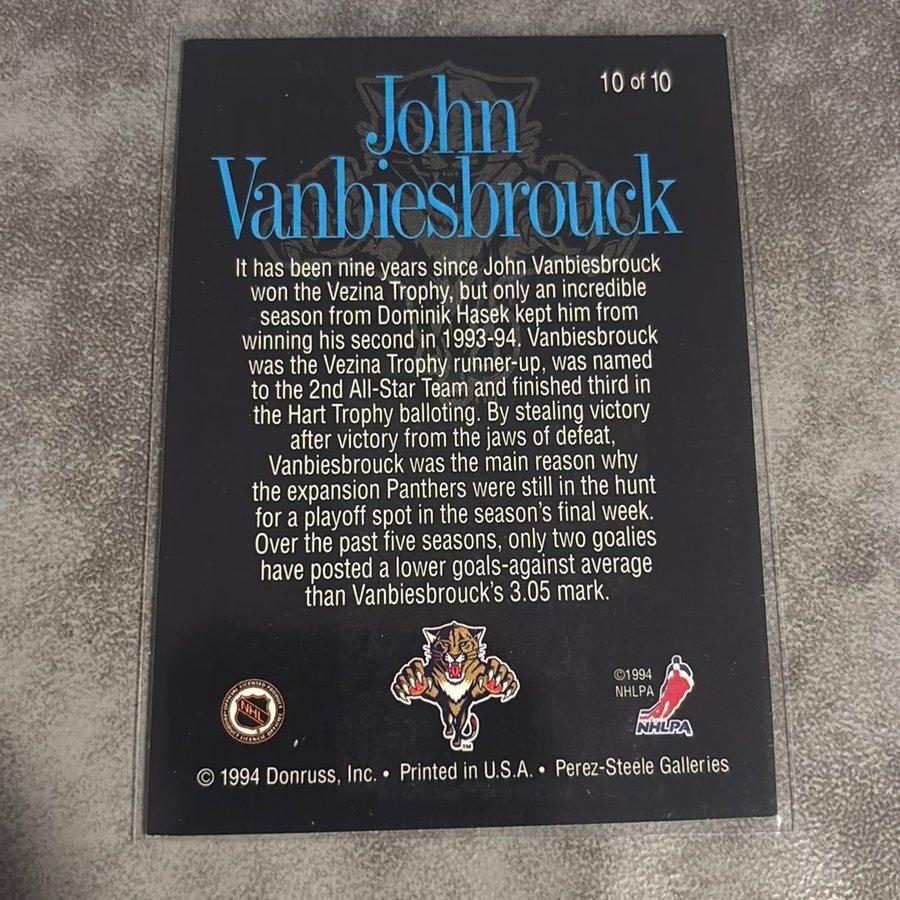 10 of 10
John
Vanbiesbrouck
It has been nine years since John Vanbiesbrouck
won the Vezina Trophy, but only an incredible
season from Dominik Hasek kept him from
winning his second in 1993-94. Vanbiesbrouck
was the Vezina Trophy runner-up, was named
to the 2nd All-Star Team and finished third in
the Hart Trophy balloting. By stealing victory
after victory from the jaws of defeat,
Vanbiesbrouck was the main reason why
the expansion Panthers were still in the hunt
for a playoff spot in the season's final week.
Over the past five seasons, only two goalies
have posted a lower goals-against average
than Vanbiesbrouck's 3.05 mark.
NHL
TM
©1994
NHLPA
NHLPA
© 1994 Donruss, Inc. • Printed in U.S.A. • Perez-Steele Galleries